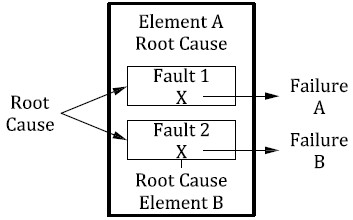 Element A
Root Cause
Fault 1
X
Failure
A
Root
Cause
Fault 2
X
Failure
B
Root Cause
Element B